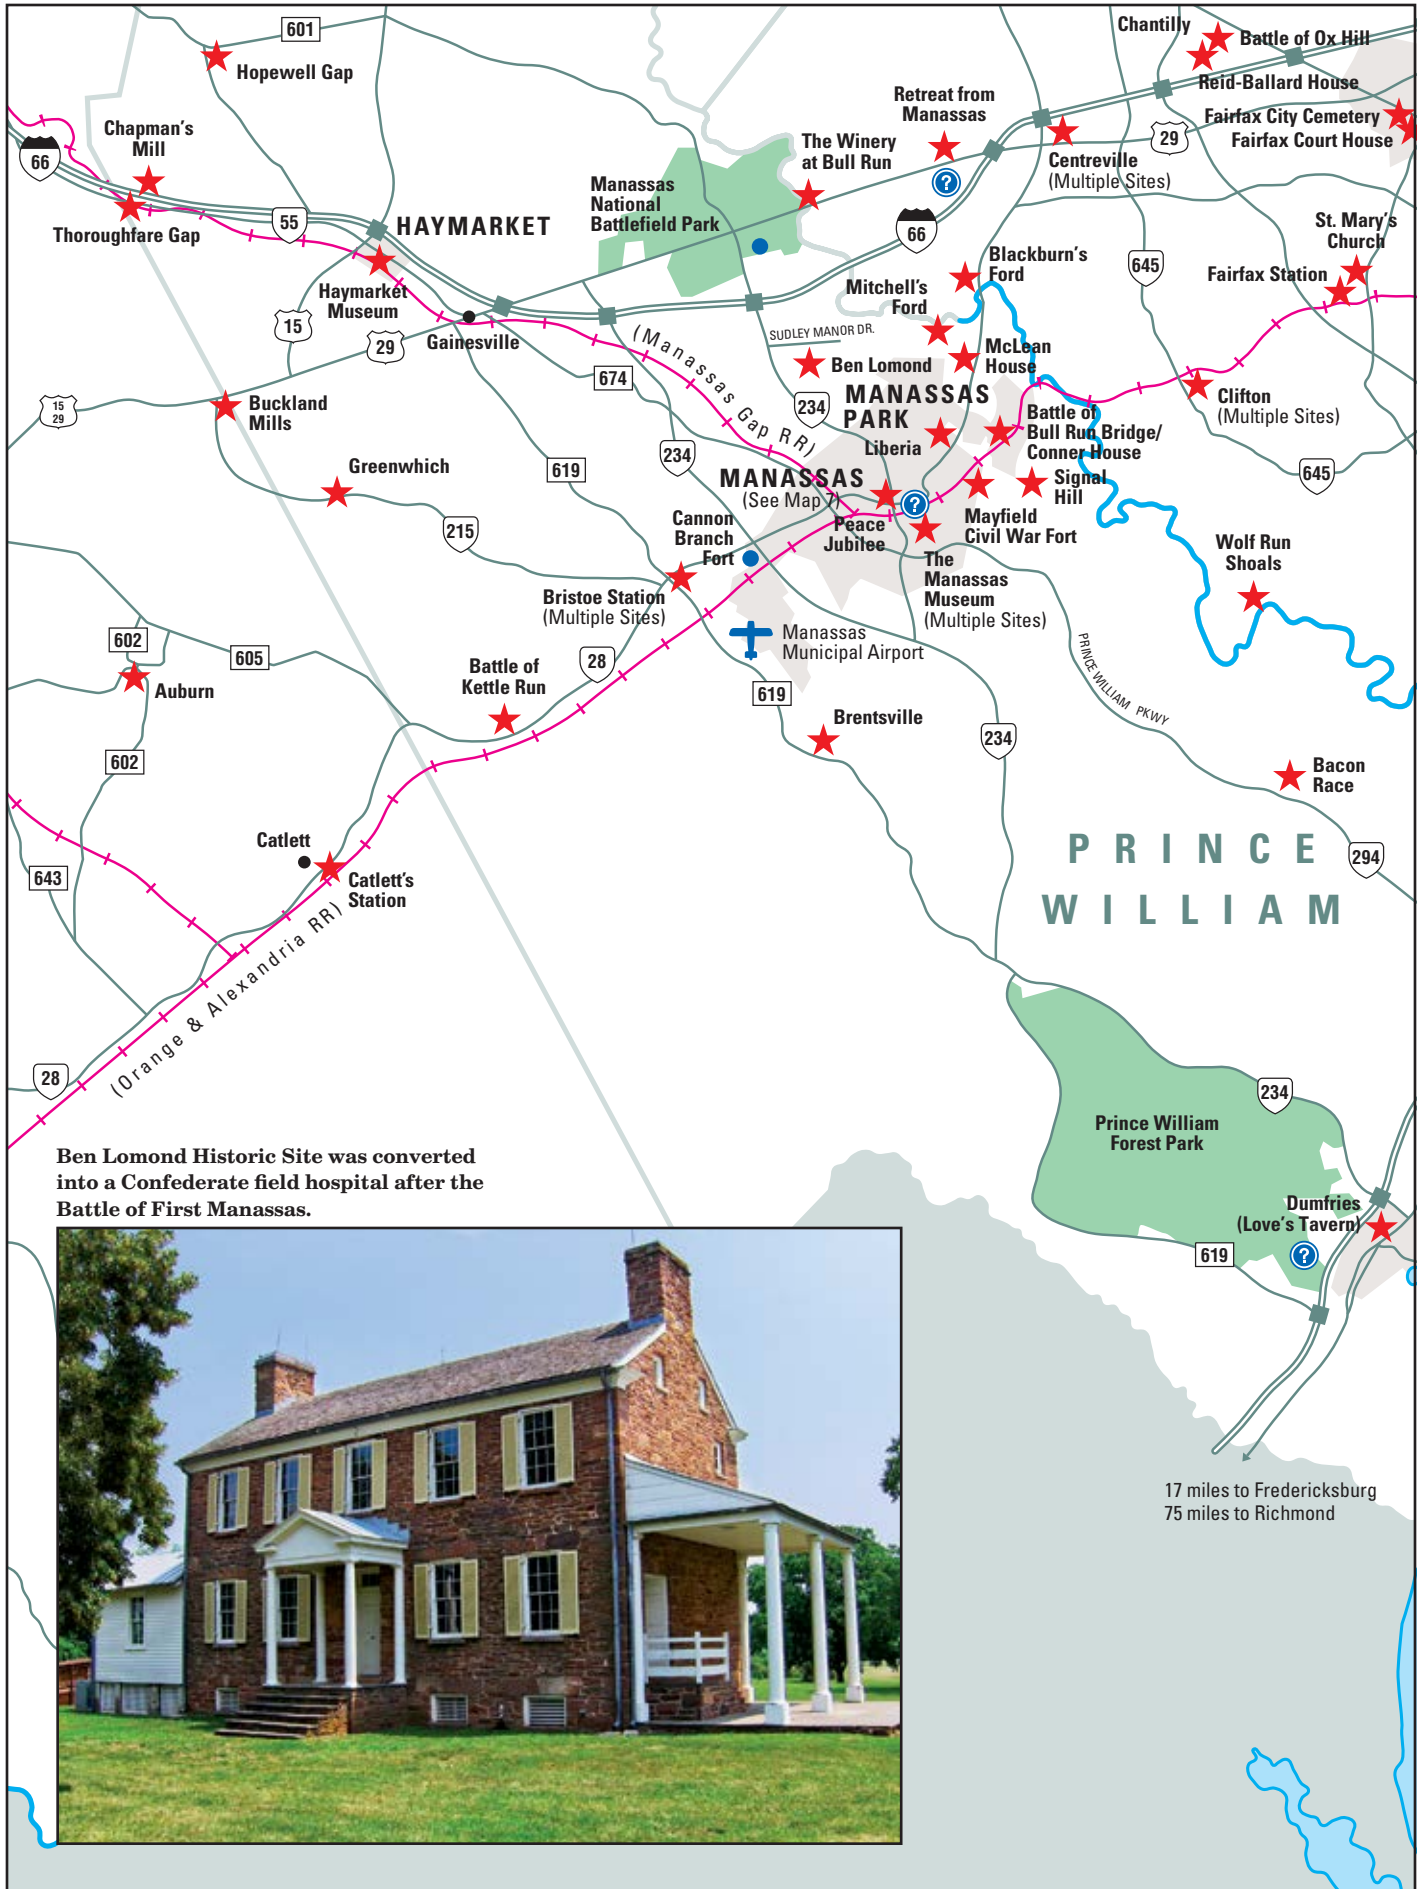 601
Hopewell Gap
Chantilly
Battle of Ox Hill
Reid-Ballard House
Retreat from
Manassas
Fairfax City Cemetery
Fairfax Court House
Chapman's
Mill
66
The Winery
at Bull Run
Centreville
(Multiple Sites)
29
?
Manassas
National
Battlefield Park
Thoroughfare Gap
55
HAYMARKET
66
St. Mary's
Church
Fairfax Station
645
Blackburn's
Ford
Mitchell's
Ford
Haymarket
Museum
15
29
Gainesville
(Manassas Gap RR)
SUDLEY MANOR DR.
Ben Lomond
McLean
House
674
234
MANASSAS
PARK
Clifton
(Multiple Sites)
15
29
Buckland
Mills
Liberia
Battle of
Bull Run Bridge/
Conner House
Greenwhich
619
234
MANASSAS
(See Map 7)
?
Signal
Hill
645
215
Cannon
Branch
Fort
Peace
Jubilee
Mayfield
Civil War Fort
The
Manassas
Museum
(Multiple Sites)
Wolf Run
Shoals
Bristoe Station
(Multiple Sites)
602
605
Auburn
Battle of
Kettle Run
28
Manassas
Municipal Airport
PRINCE WILLIAM PKWY
619
Brentsville
234
602
Bacon
Race
Catlett
Catlett's
Station
643
PRINCE
WILLIAM
294
(Orange & Alexandria RR)
28
234
Prince William
Forest Park
Dumfries
(Love's Tavern)
619
?
Ben Lomond Historic Site was converted
into a Confederate field hospital after the
Battle of First Manassas.
17 miles to Fredericksburg
75 miles to Richmond